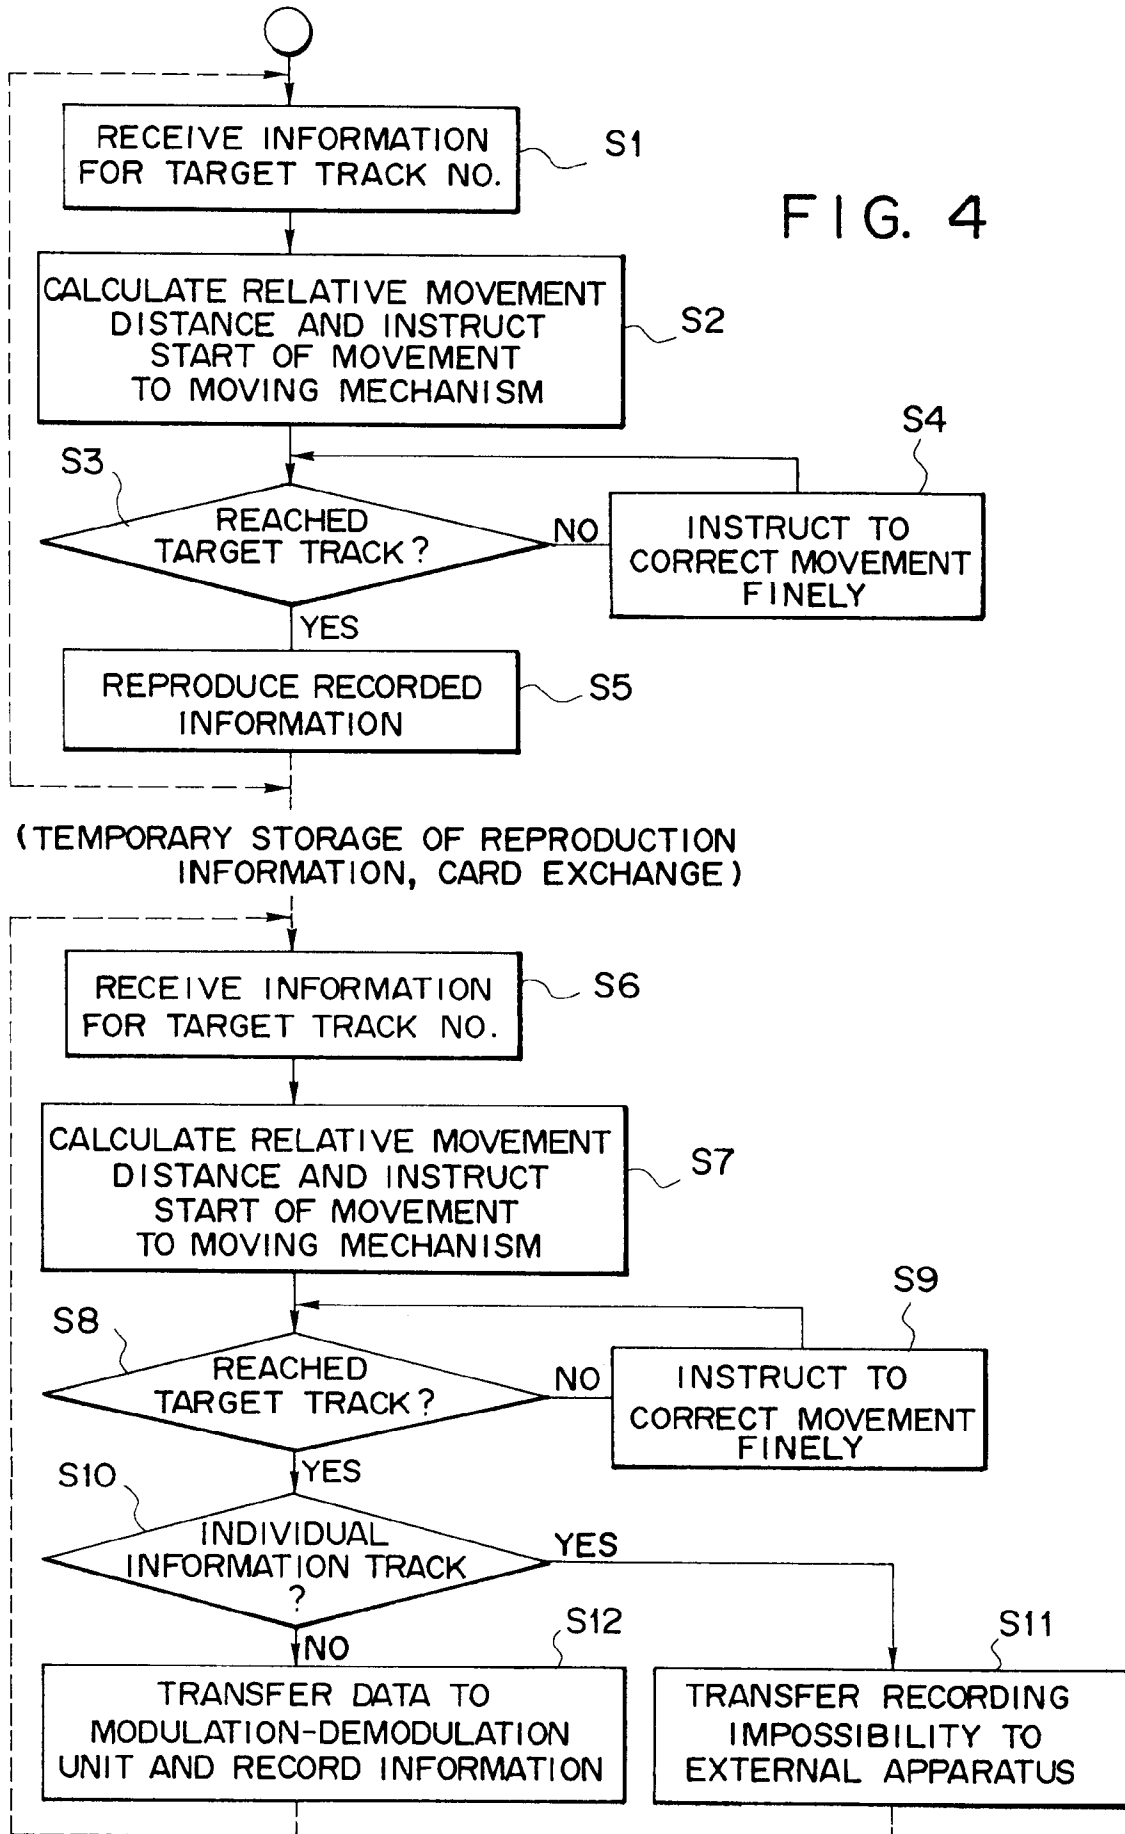 RECEIVE INFORMATION
FOR TARGET TRACK NO.
S1
FIG. 4
CALCULATE RELATIVE MOVEMENT
DISTANCE AND INSTRUCT
START OF MOVEMENT
TO MOVING MECHANISM
S2
S3
REACHED
TARGET TRACK?
NO
S4
INSTRUCT TO
CORRECT MOVEMENT
FINELY
YES
REPRODUCE RECORDED
INFORMATION
S5
(TEMPORARY STORAGE OF REPRODUCTION
INFORMATION, CARD EXCHANGE)
RECEIVE INFORMATION
FOR TARGET TRACK NO.
S6
CALCULATE RELATIVE MOVEMENT
DISTANCE AND INSTRUCT
START OF MOVEMENT
TO MOVING MECHANISM
S7
S8
REACHED
TARGET TRACK?
NO
S9
INSTRUCT TO
CORRECT MOVEMENT
FINELY
YES
S10
INDIVIDUAL
INFORMATION TRACK
?
YES
NO
S12
TRANSFER DATA TO
MODULATION-DEMODULATION
UNIT AND RECORD INFORMATION
S11
TRANSFER RECORDING
IMPOSSIBILITY TO
EXTERNAL APPARATUS